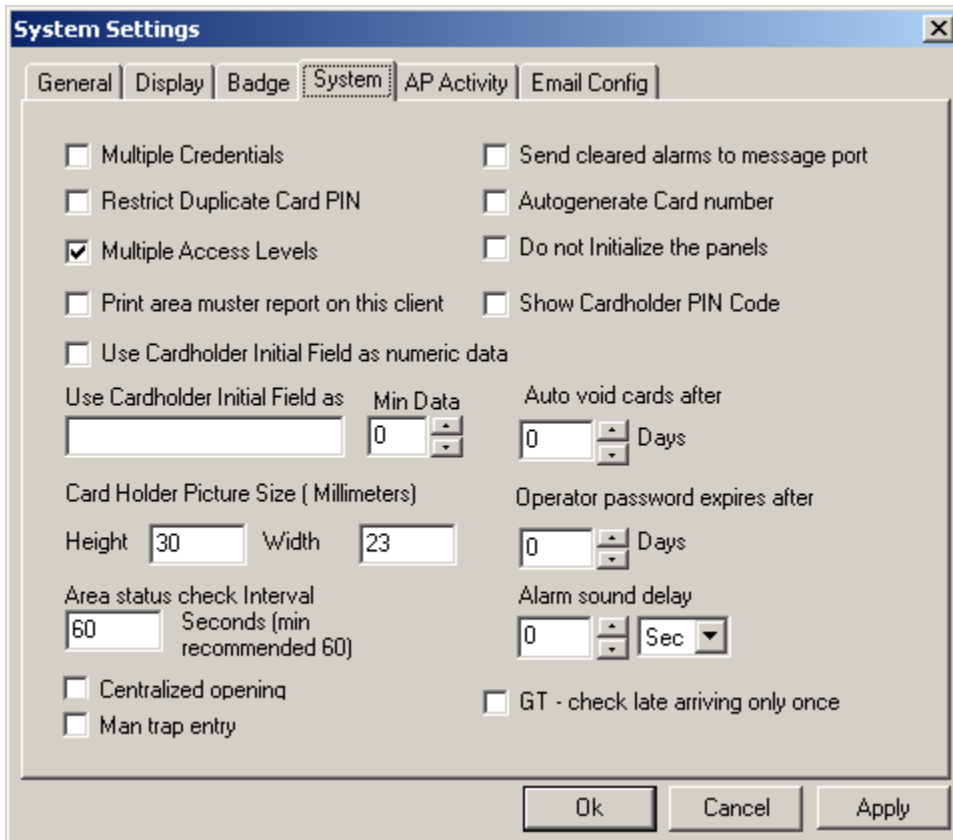 System Settings
General Display Badge System AP Activity Email Config
Multiple Credentials
Send cleared alarms to message port
Restrict Duplicate Card PIN
Autogenerate Card number
Multiple Access Levels
Do not Initialize the panels
Print area muster report on this client
Show Cardholder PIN Code
Use Cardholder Initial Field as numeric data
Use Cardholder Initial Field as
Min Data
0
Auto void cards after
0 Days
Card Holder Picture Size ( Millimeters)
Height 30 Width 23
Operator password expires after
0 Days
Area status check Interval
60 Seconds (min
recommended 60)
Alarm sound delay
0 Sec
Centralized opening
Man trap entry
GT - check late arriving only once
Ok Cancel Apply